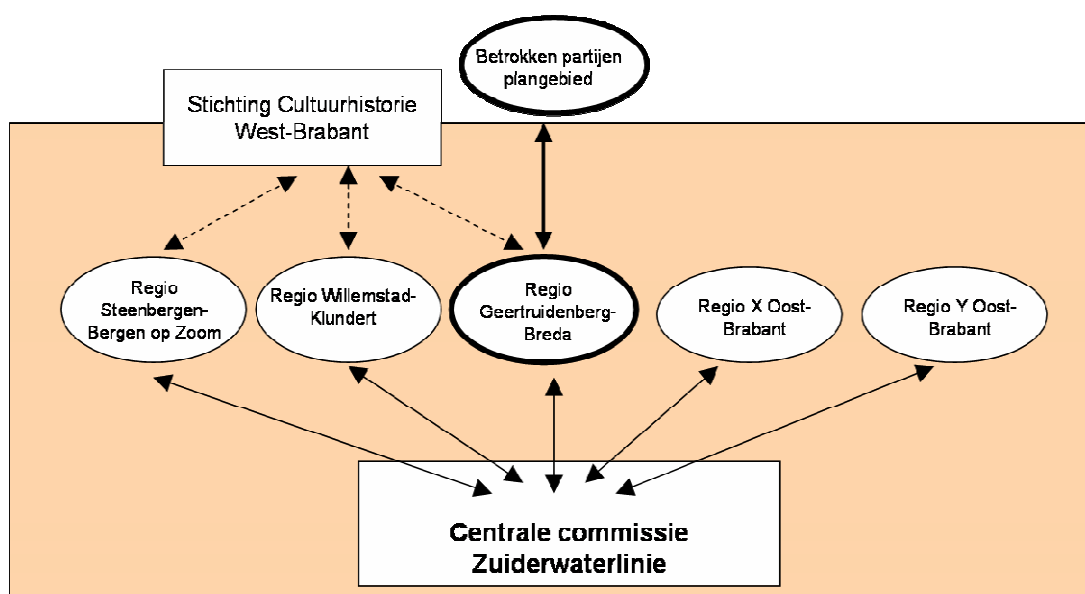 Betrokken partijen
plangebied
Stichting Cultuurhistorie
West-Brabant
Regio
Steenbergen-
Bergen op Zoom
Regio Willemstad-
Klundert
Regio
Geertruidenberg-
Breda
Regio X Oost-
Brabant
Regio Y Oost-
Brabant
Centrale commissie
Zuiderwaterlinie